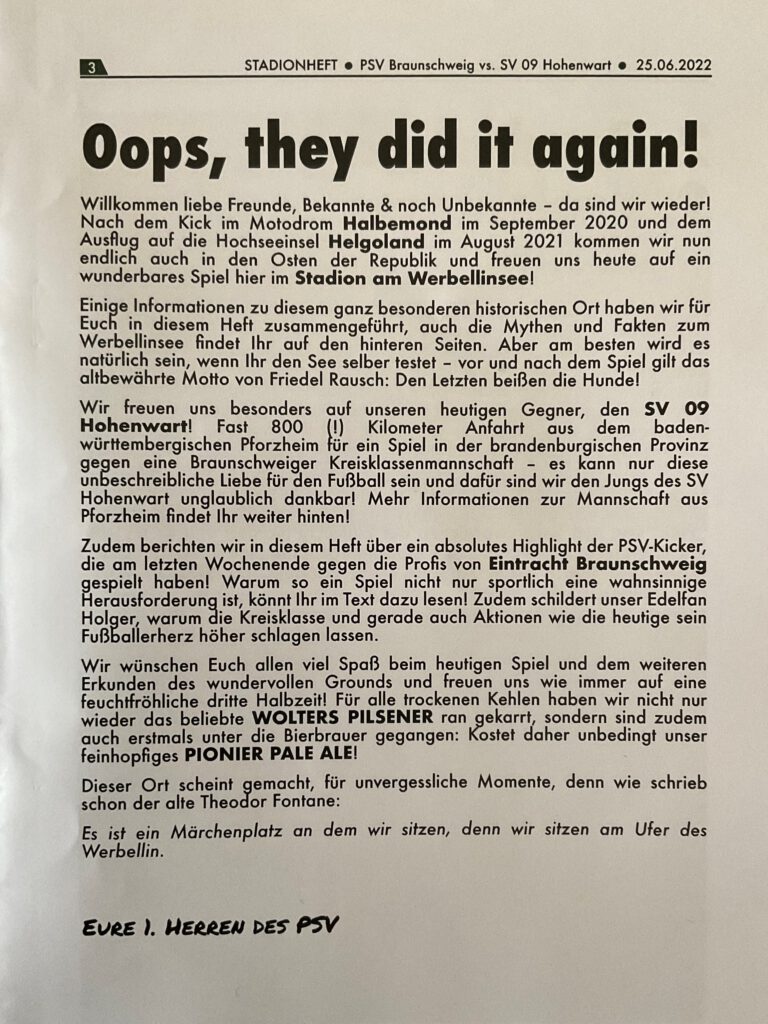 3
STADIONHEFT ● PSV Braunschweig vs. SV 09 Hohenwart ● 25.06.2022
Oops, they did it again!
Willkommen liebe Freunde, Bekannte & noch Unbekannte – da sind wir wieder!
Nach dem Kick im Motodrom Halbemond im September 2020 und dem
Ausflug auf die Hochseeinsel Helgoland im August 2021 kommen wir nun
endlich auch in den Osten der Republik und freuen uns heute auf ein
wunderbares Spiel hier im Stadion am Werbellinsee!
Einige Informationen zu diesem ganz besonderen historischen Ort haben wir für
Euch in diesem Heft zusammengeführt, auch die Mythen und Fakten zum
Werbellinsee findet Ihr auf den hinteren Seiten. Aber am besten wird es
natürlich sein, wenn Ihr den See selber testet – vor und nach dem Spiel gilt das
altbewährte Motto von Friedel Rausch: Den Letzten beißen die Hunde!
Wir freuen uns besonders auf unseren heutigen Gegner, den SV 09
Hohenwart! Fast 800 (!) Kilometer Anfahrt aus dem baden-
württembergischen Pforzheim für ein Spiel in der brandenburgischen Provinz
gegen eine Braunschweiger Kreisklassenmannschaft – es kann nur diese
unbeschreibliche Liebe für den Fußball sein und dafür sind wir den Jungs des SV
Hohenwart unglaublich dankbar! Mehr Informationen zur Mannschaft aus
Pforzheim findet Ihr weiter hinten!
Zudem berichten wir in diesem Heft über ein absolutes Highlight der PSV-Kicker,
die am letzten Wochenende gegen die Profis von Eintracht Braunschweig
gespielt haben! Warum so ein Spiel nicht nur sportlich eine wahnsinnige
Herausforderung ist, könnt Ihr im Text dazu lesen! Zudem schildert unser Edelfan
Holger, warum die Kreisklasse und gerade auch Aktionen wie die heutige sein
Fußballerherz höher schlagen lassen.
Wir wünschen Euch allen viel Spaß beim heutigen Spiel und dem weiteren
Erkunden des wundervollen Grounds und freuen uns wie immer auf eine
feuchtfröhliche dritte Halbzeit! Für alle trockenen Kehlen haben wir nicht nur
wieder das beliebte WOLTERS PILSENER ran gekarrt, sondern sind zudem
auch erstmals unter die Bierbrauer gegangen: Kostet daher unbedingt unser
feinhopfiges PIONIER PALE ALE!
Dieser Ort scheint gemacht, für unvergessliche Momente, denn wie schrieb
schon der alte Theodor Fontane:
Es ist ein Märchenplatz an dem wir sitzen, denn wir sitzen am Ufer des
Werbellin.
EURE 1. HERREN DES PSV